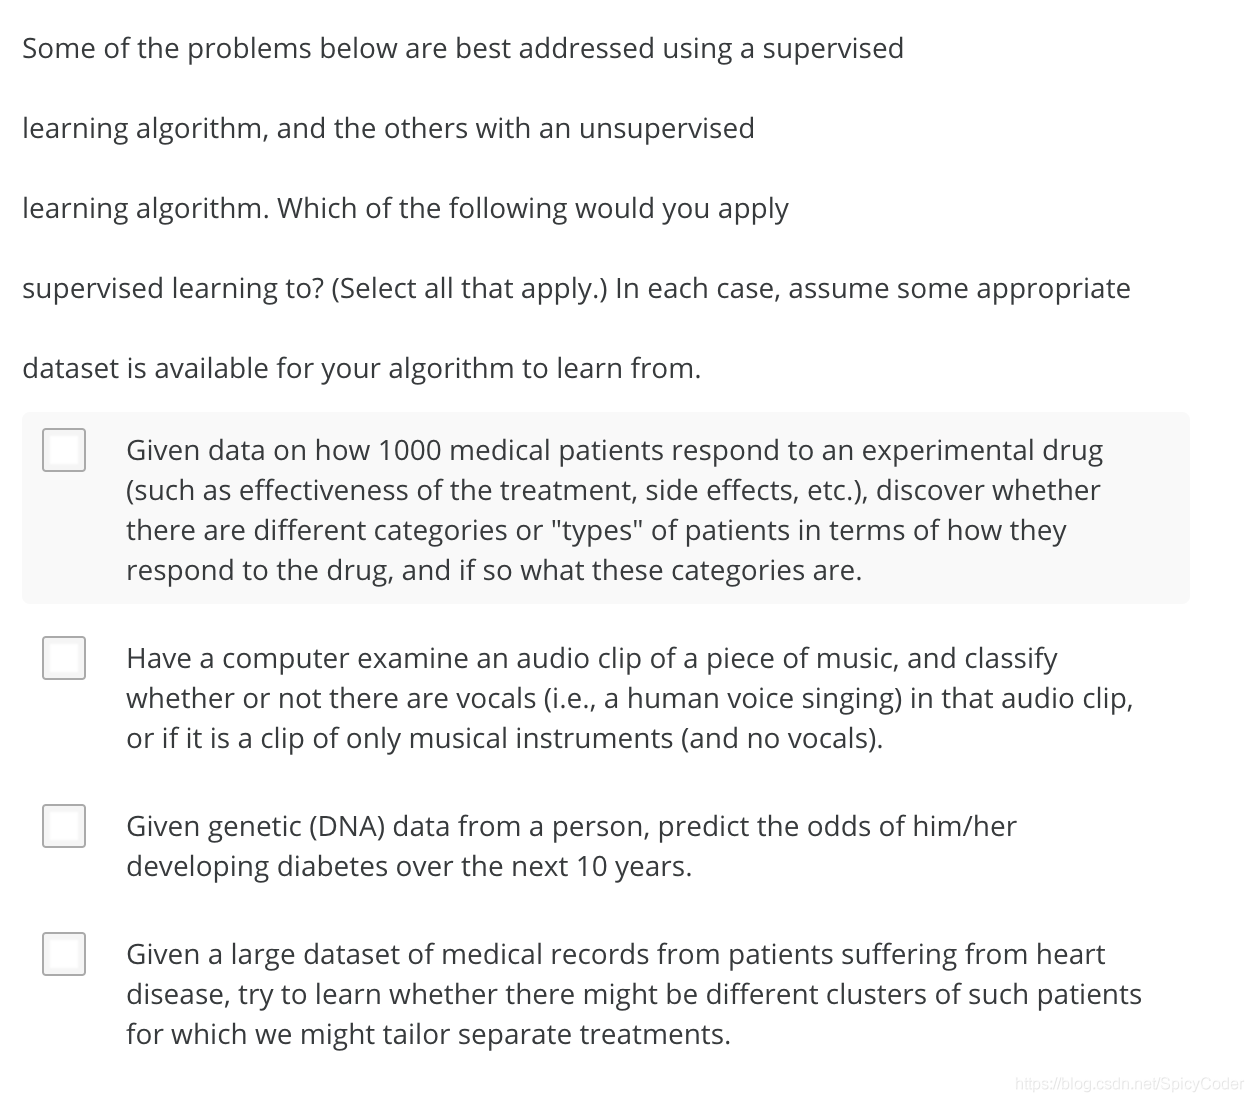 Some of the problems below are best addressed using a supervised
learning algorithm, and the others with an unsupervised
learning algorithm. Which of the following would you apply
supervised learning to? (Select all that apply.) In each case, assume some appropriate
dataset is available for your algorithm to learn from.
Given data on how 1000 medical patients respond to an experimental drug
(such as effectiveness of the treatment, side effects, etc.), discover whether
there are different categories or "types" of patients in terms of how they
respond to the drug, and if so what these categories are.
Have a computer examine an audio clip of a piece of music, and classify
whether or not there are vocals (i.e., a human voice singing) in that audio clip,
or if it is a clip of only musical instruments (and no vocals).
Given genetic (DNA) data from a person, predict the odds of him/her
developing diabetes over the next 10 years.
Given a large dataset of medical records from patients suffering from heart
disease, try to learn whether there might be different clusters of such patients
for which we might tailor separate treatments.
https://blog.csdn.net/SpicyCoder